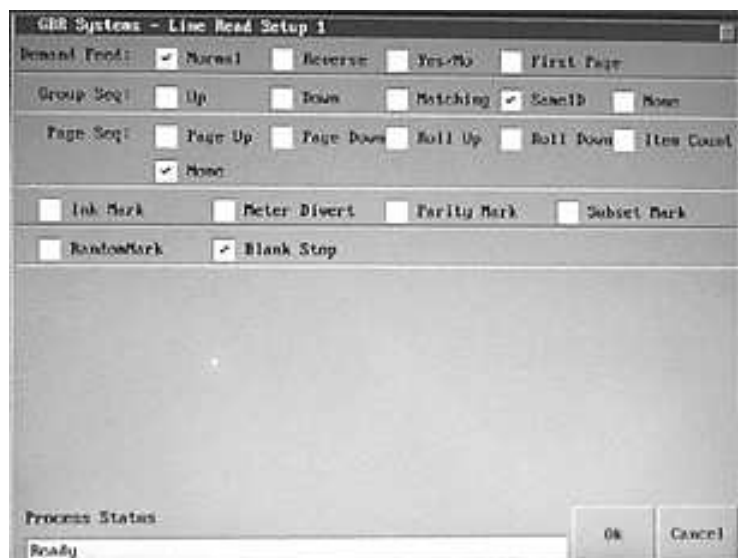 GBR Systems - Line Read Setup 1
Demand Feed: Normal Reverse Yes/No First Page
Group Seq: Up Down Matching SameID None
Page Seq: Page Up Page Down Roll Up Roll Down Item Count
None
Ink Mark Meter Divert Parity Mark Subset Mark
RandomMark Blank Stop
Process Status
Ready
Ok Cancel